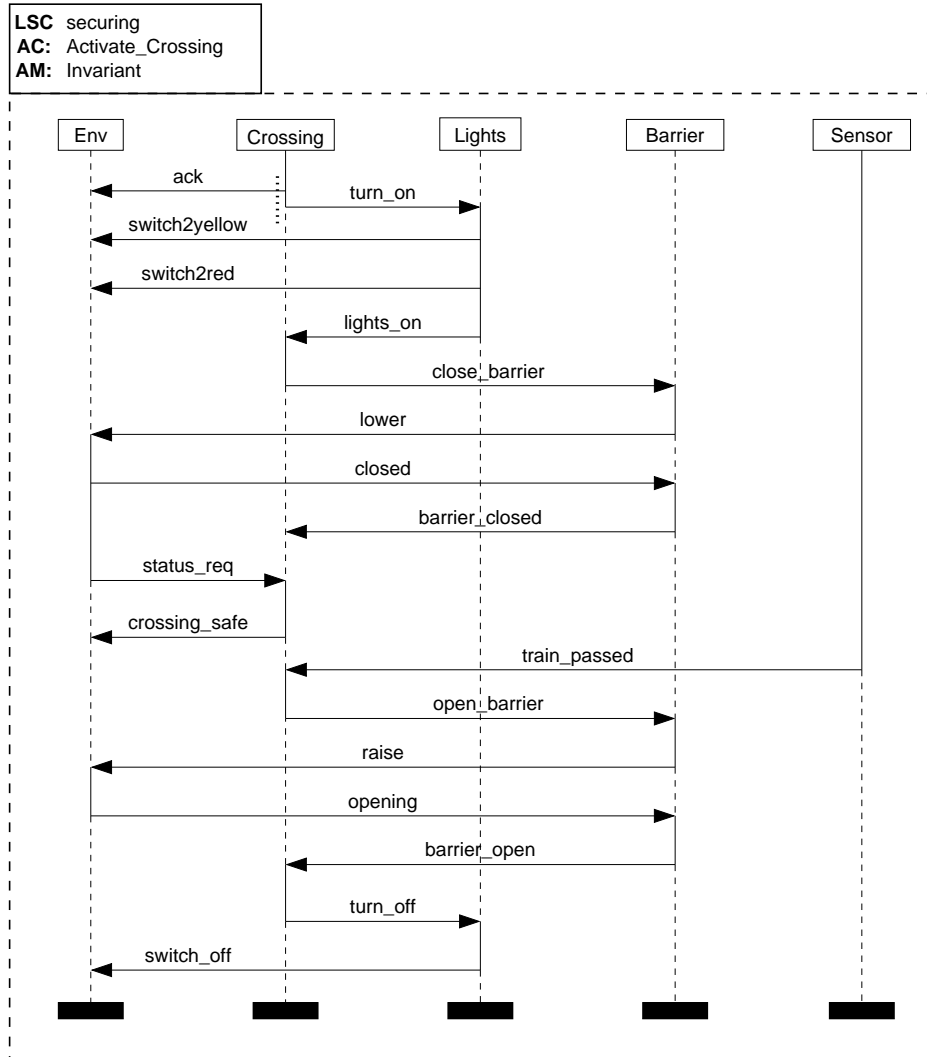 LSC securing
AC: Activate_Crossing
AM: Invariant
Env Crossing Lights Barrier Sensor
ack
turn_on
switch2yellow
switch2red
lights_on
close_barrier
lower
closed
barrier_closed
status_req
crossing_safe
train_passed
open_barrier
raise
opening
barrier_open
turn_off
switch_off